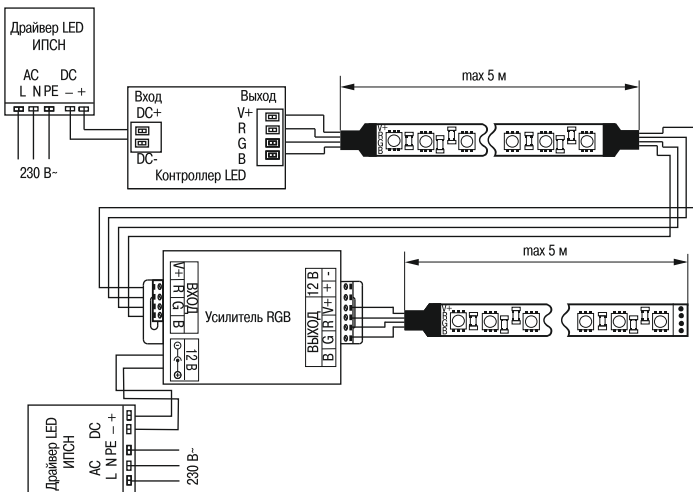 Драйвер LED
ИПСН
AC DC
L N PE – +
230 В~
Вход
DC+
DC-
Выход
V+
R
G
B
Контроллер LED
max 5 м
V+
R
G
B
ВХОД
V+ R G B
12 В
Усилитель RGB
12 В - +
ВЫХОД
B G R V+
max 5 м
Драйвер LED
ИПСН
AC DC
L N PE – +
230 В~